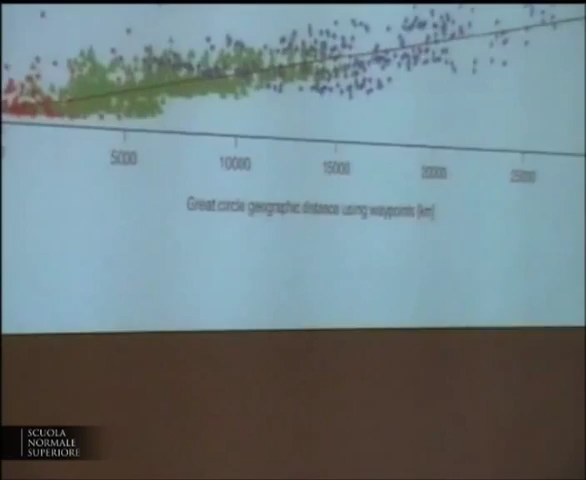 5000 10000 15000 20000 25000
Great circle geographic distance using waypoints [km]
SCUOLA
NORMALE
SUPERIORE